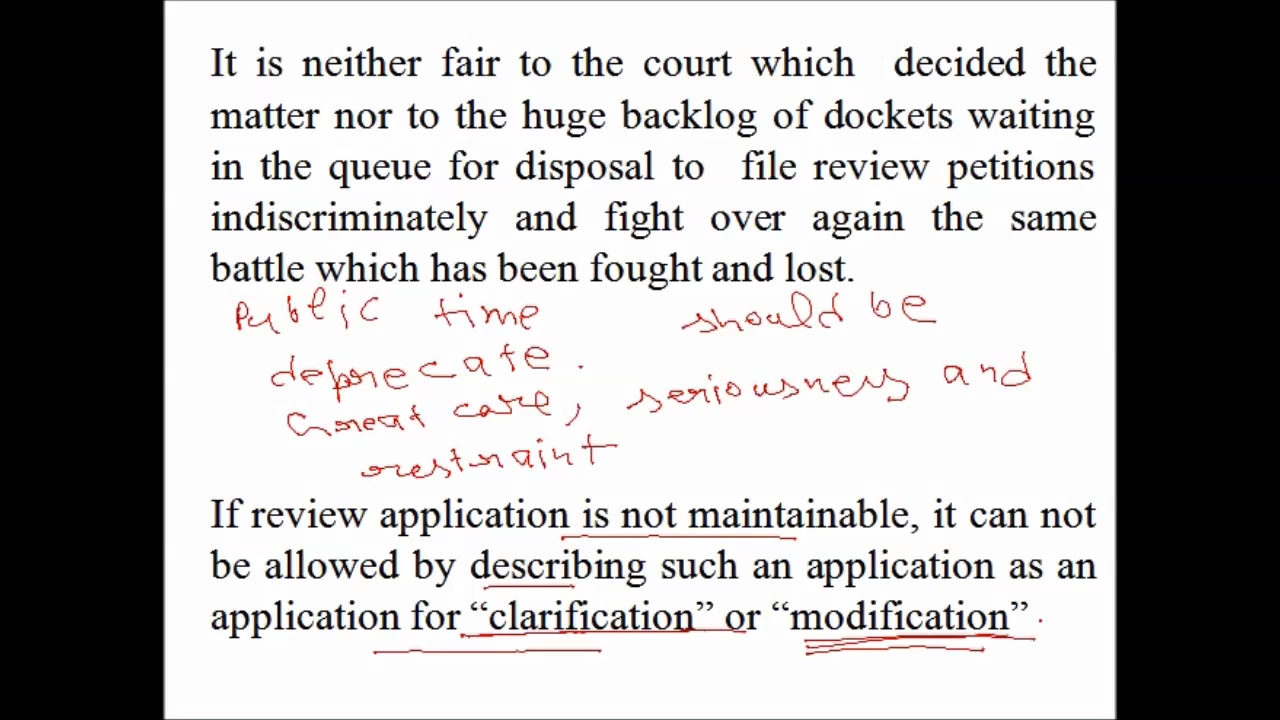 It is neither fair to the court which decided the
matter nor to the huge backlog of dockets waiting
in the queue for disposal to file review petitions
indiscriminately and fight over again the same
battle which has been fought and lost.
Public time should be
deprecate.
Great care, seriousness and
restraint
If review application is not maintainable, it can not
be allowed by describing such an application as an
application for “clarification” or “modification”.